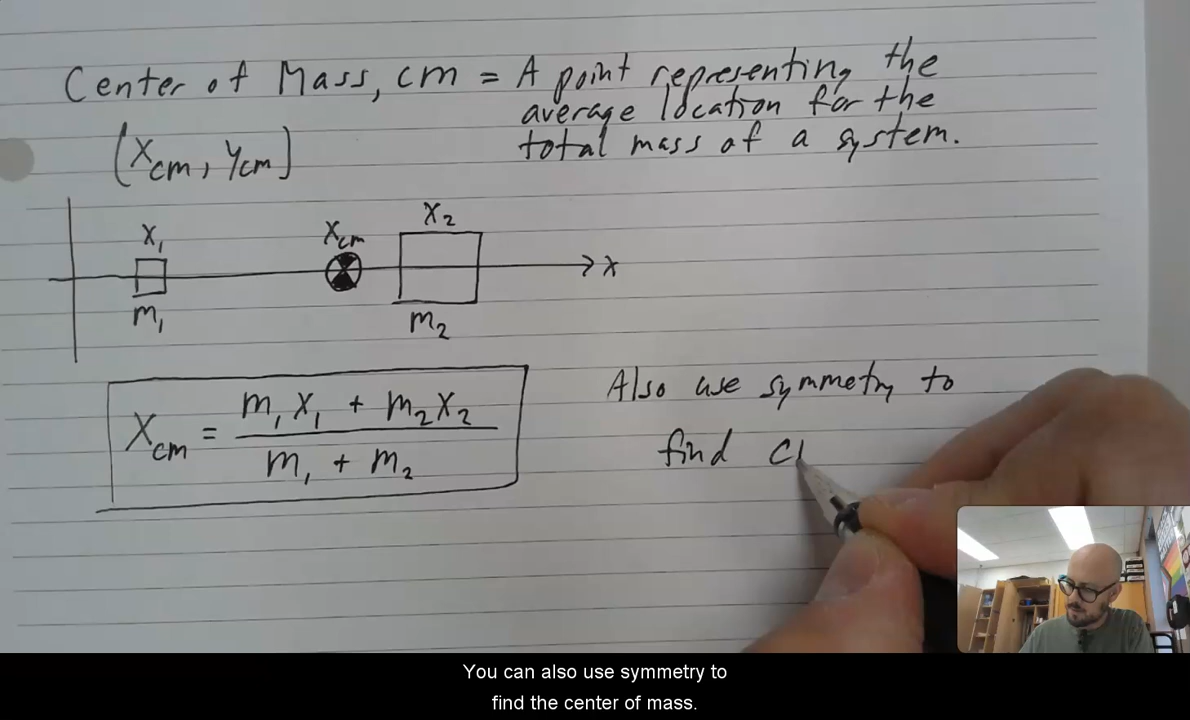 Center of Mass, cm = A point representing the
average location for the
total mass of a system.
(Xcm, ycm)
X₁ Xcm X₂
→ x
m₁ m₂
Xcm = (m₁X₁ + m₂X₂) / (m₁ + m₂)
Also use symmetry to
find c
You can also use symmetry to
find the center of mass.